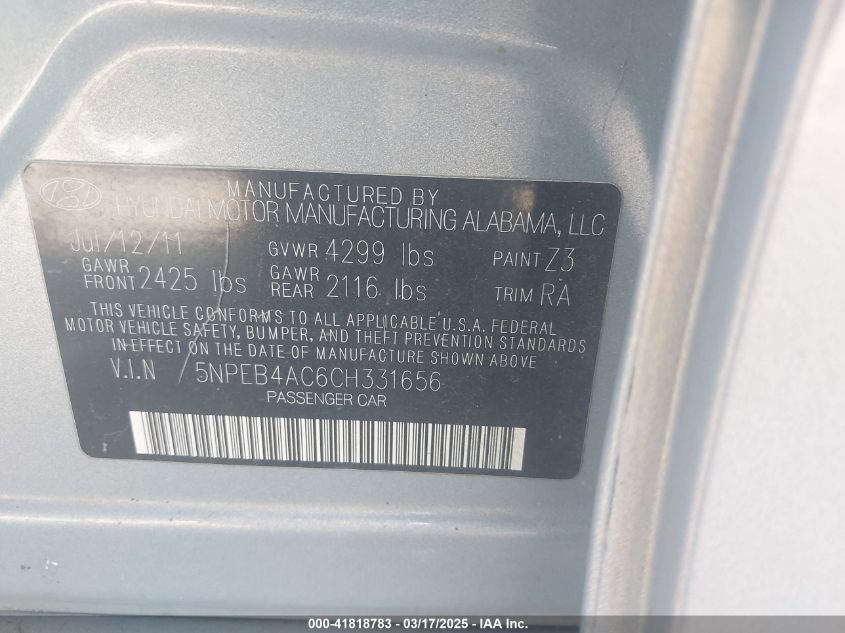 MANUFACTURED BY
HYUNDAI MOTOR MANUFACTURING ALABAMA, LLC
Jul/12/11 GVWR 4299 lbs PAINT Z3
GAWR FRONT 2425 lbs GAWR REAR 2116 lbs TRIM RA
THIS VEHICLE CONFORMS TO ALL APPLICABLE U.S.A. FEDERAL
MOTOR VEHICLE SAFETY, BUMPER, AND THEFT PREVENTION STANDARDS
IN EFFECT ON THE DATE OF MANUFACTURE SHOWN ABOVE
V.I.N 5NPEB4AC6CH331656
PASSENGER CAR
000-41818783 - 03/17/2025 - IAA Inc.